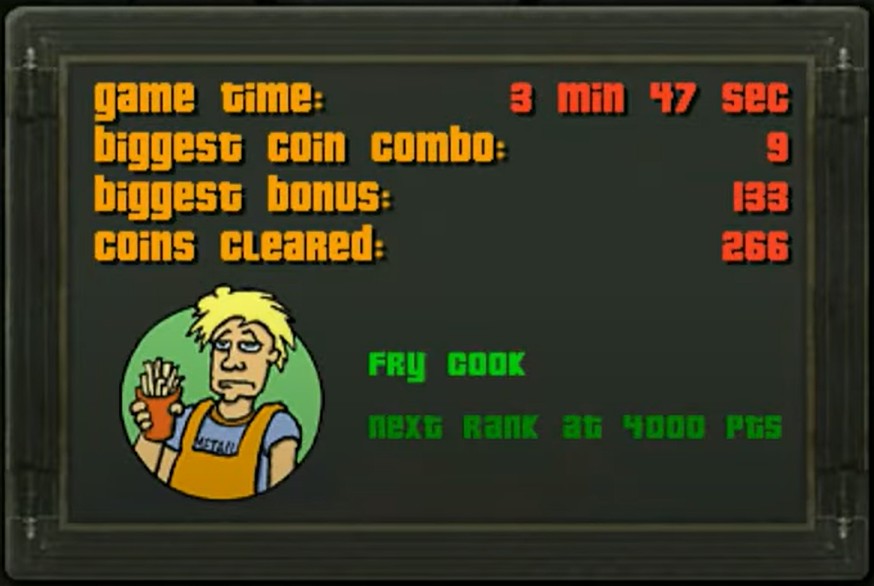 game time: 3 min 47 sec
biggest coin combo: 9
biggest bonus: 133
coins cleared: 266
fry cook
next rank at 4000 pts
METALL